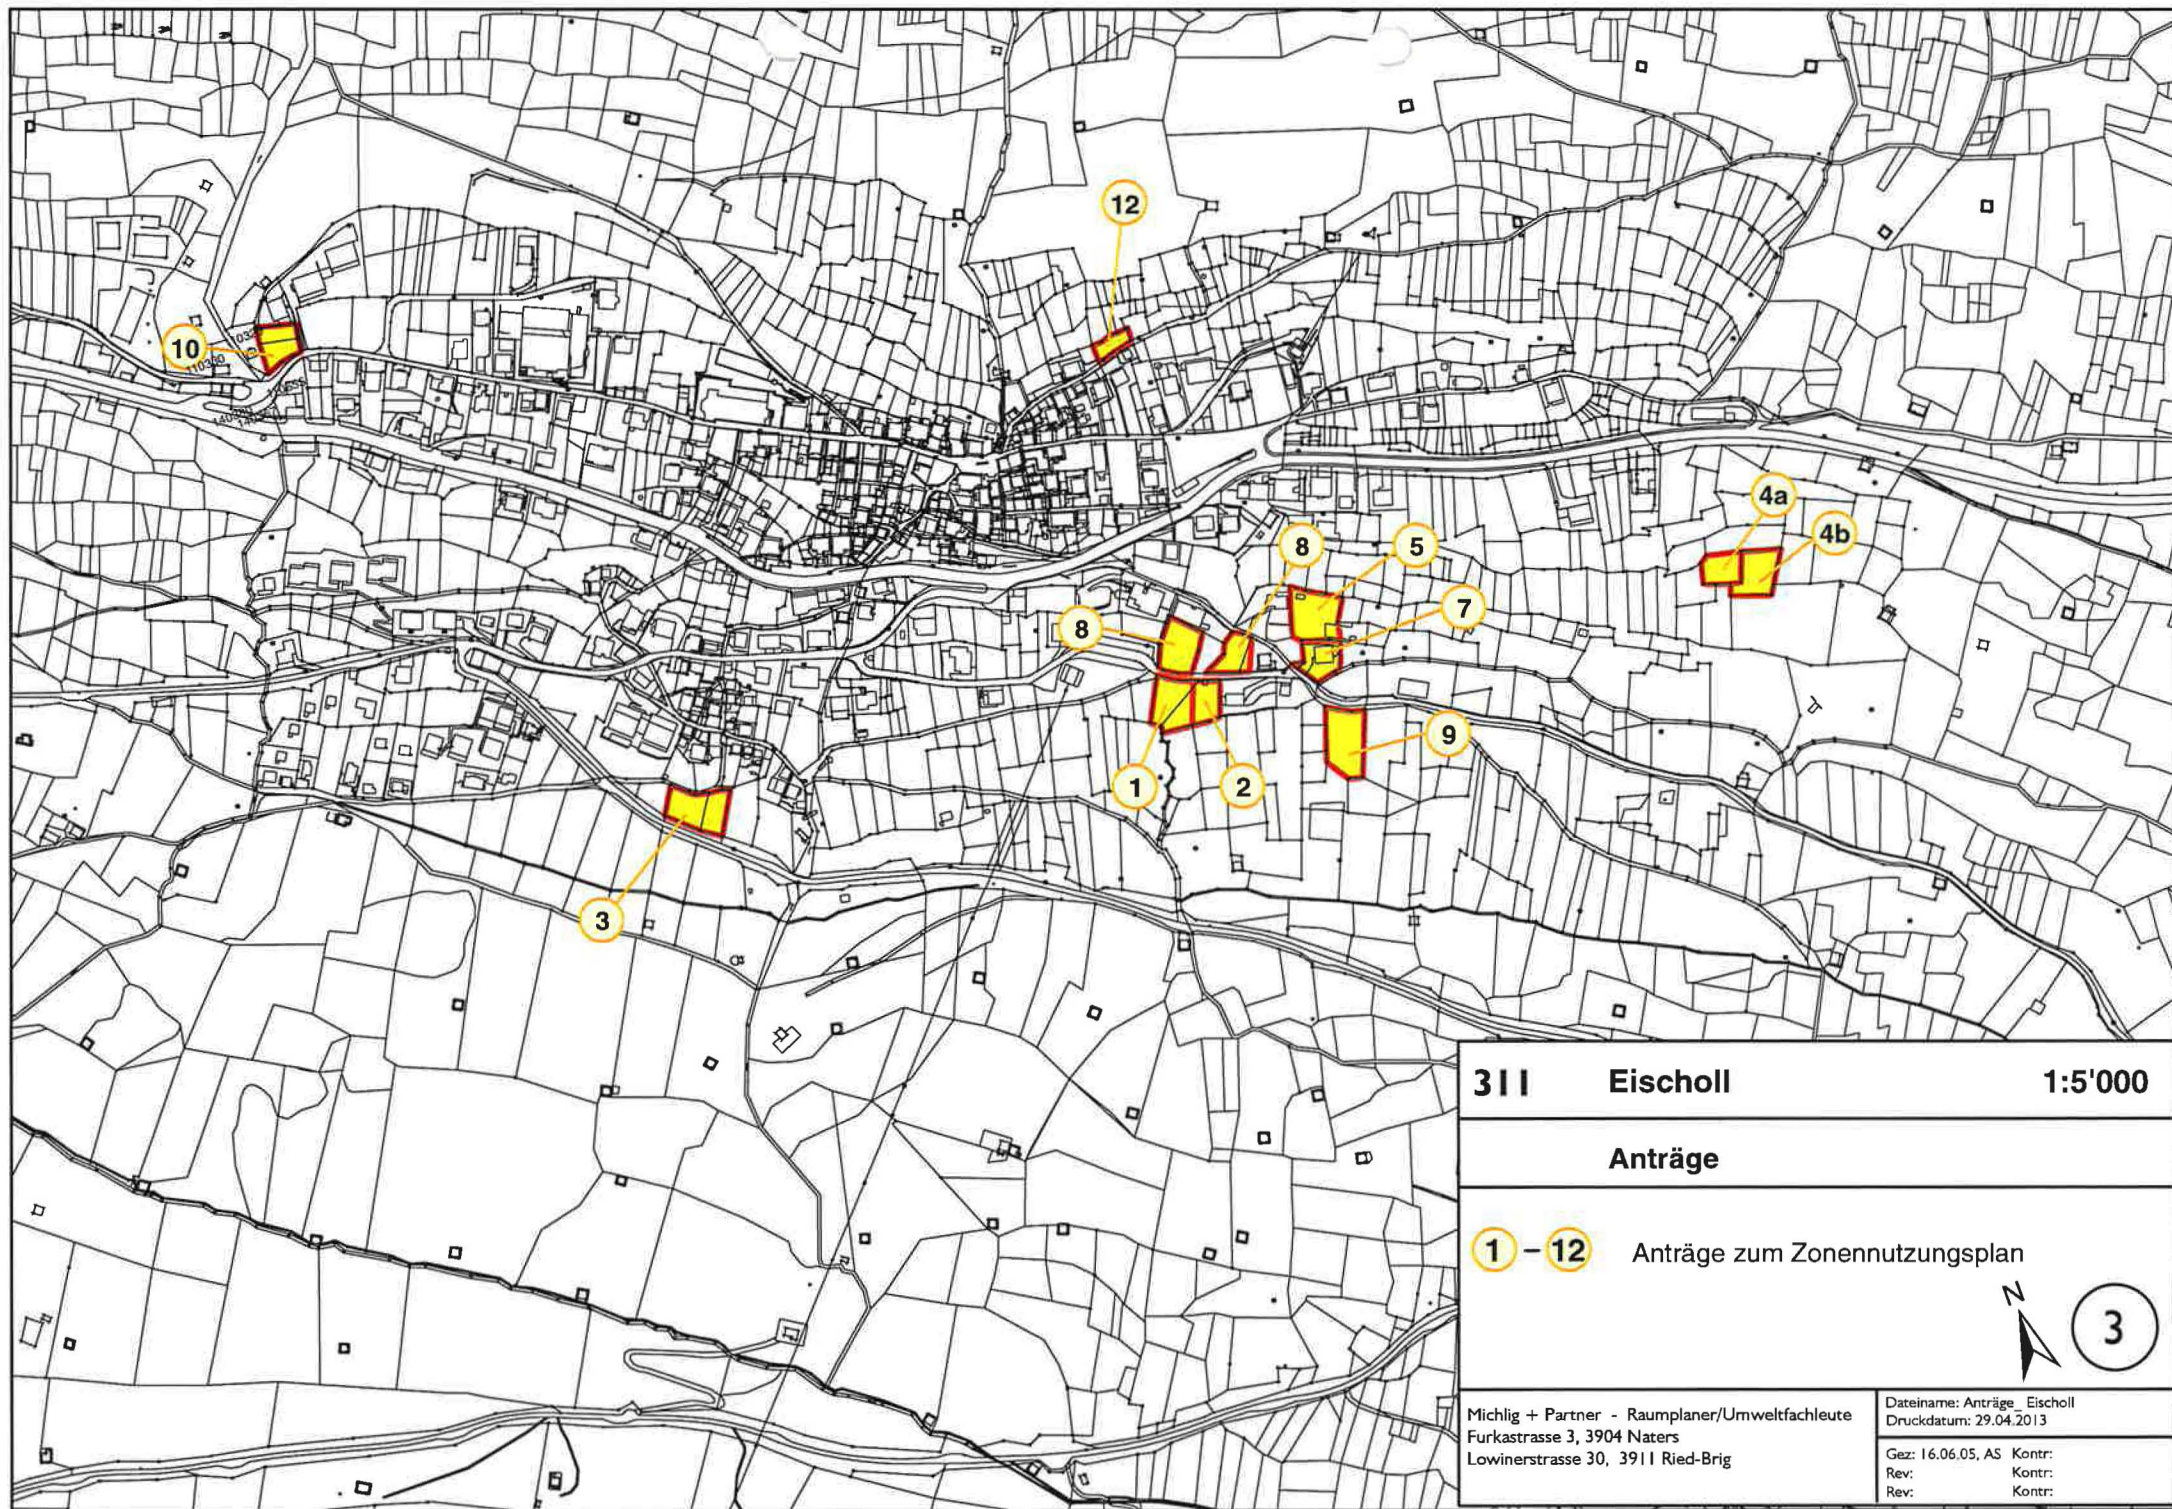 12
10
110330
4a
4b
8
5
7
8
9
1
2
3
311 Eischoll 1:5'000
Anträge
1 – 12 Anträge zum Zonennutzungsplan
N
3
Michlig + Partner - Raumplaner/Umweltfachleute
Furkastrasse 3, 3904 Naters
Lowinerstrasse 30, 3911 Ried-Brig
Dateiname: Anträge_ Eischoll
Druckdatum: 29.04.2013
Gez: 16.06.05, AS Kontr:
Rev: Kontr:
Rev: Kontr: